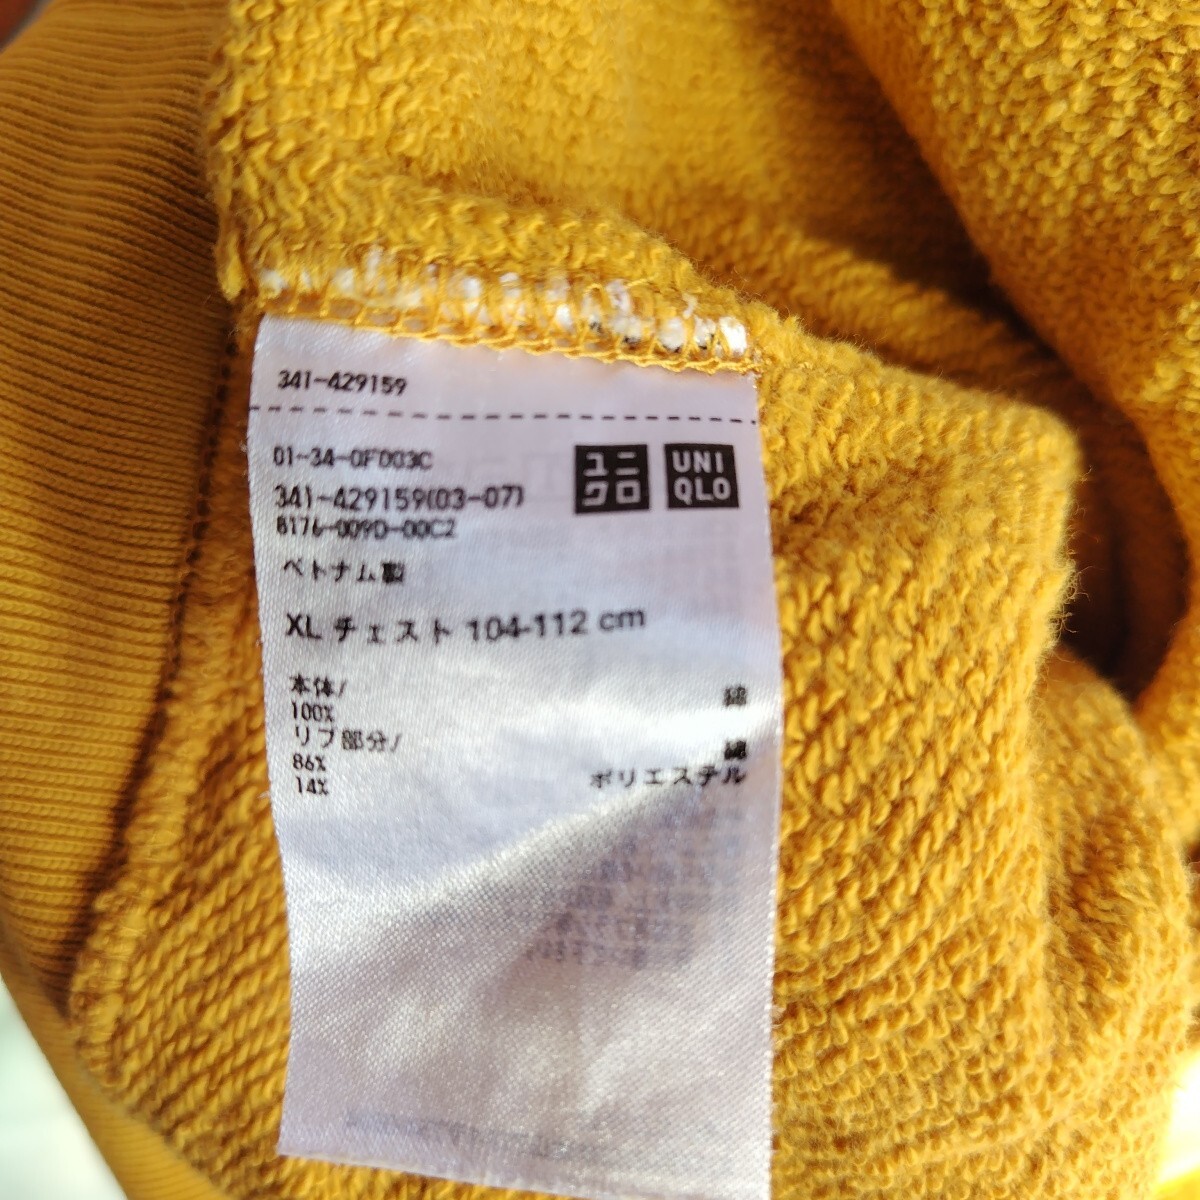 341-429159
01-34-0F003C
341-429159(03-07)
8176-009D-00C2
ユニ
クロ
UNI
QLO
ベトナム製
XL チェスト 104-112 cm
本体/
綿
100%
リブ部分/
綿
86%
ポリエステル
14%